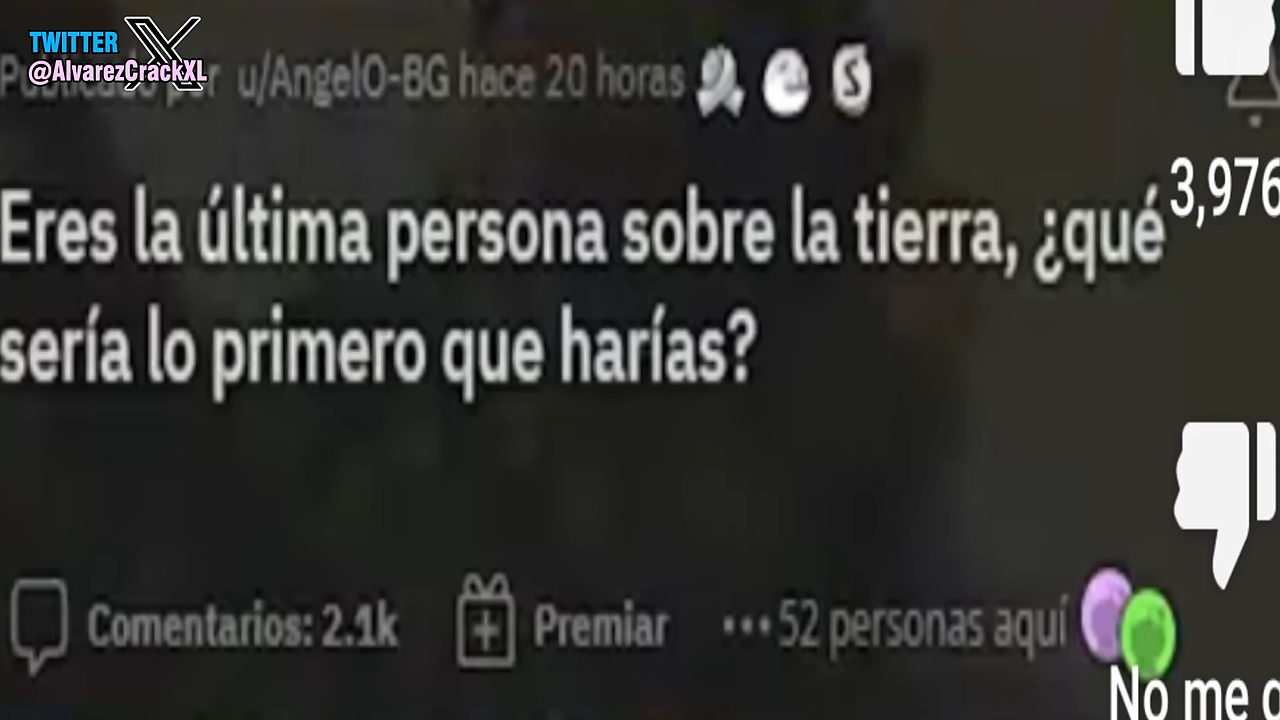 TWITTER
@AlvarezCrackXL
u/AngelO-BG hace 20 horas
Eres la última persona sobre la tierra, ¿qué
sería lo primero que harías?
3,976
Comentarios: 2.1k Premiar ...52 personas aquí
No me